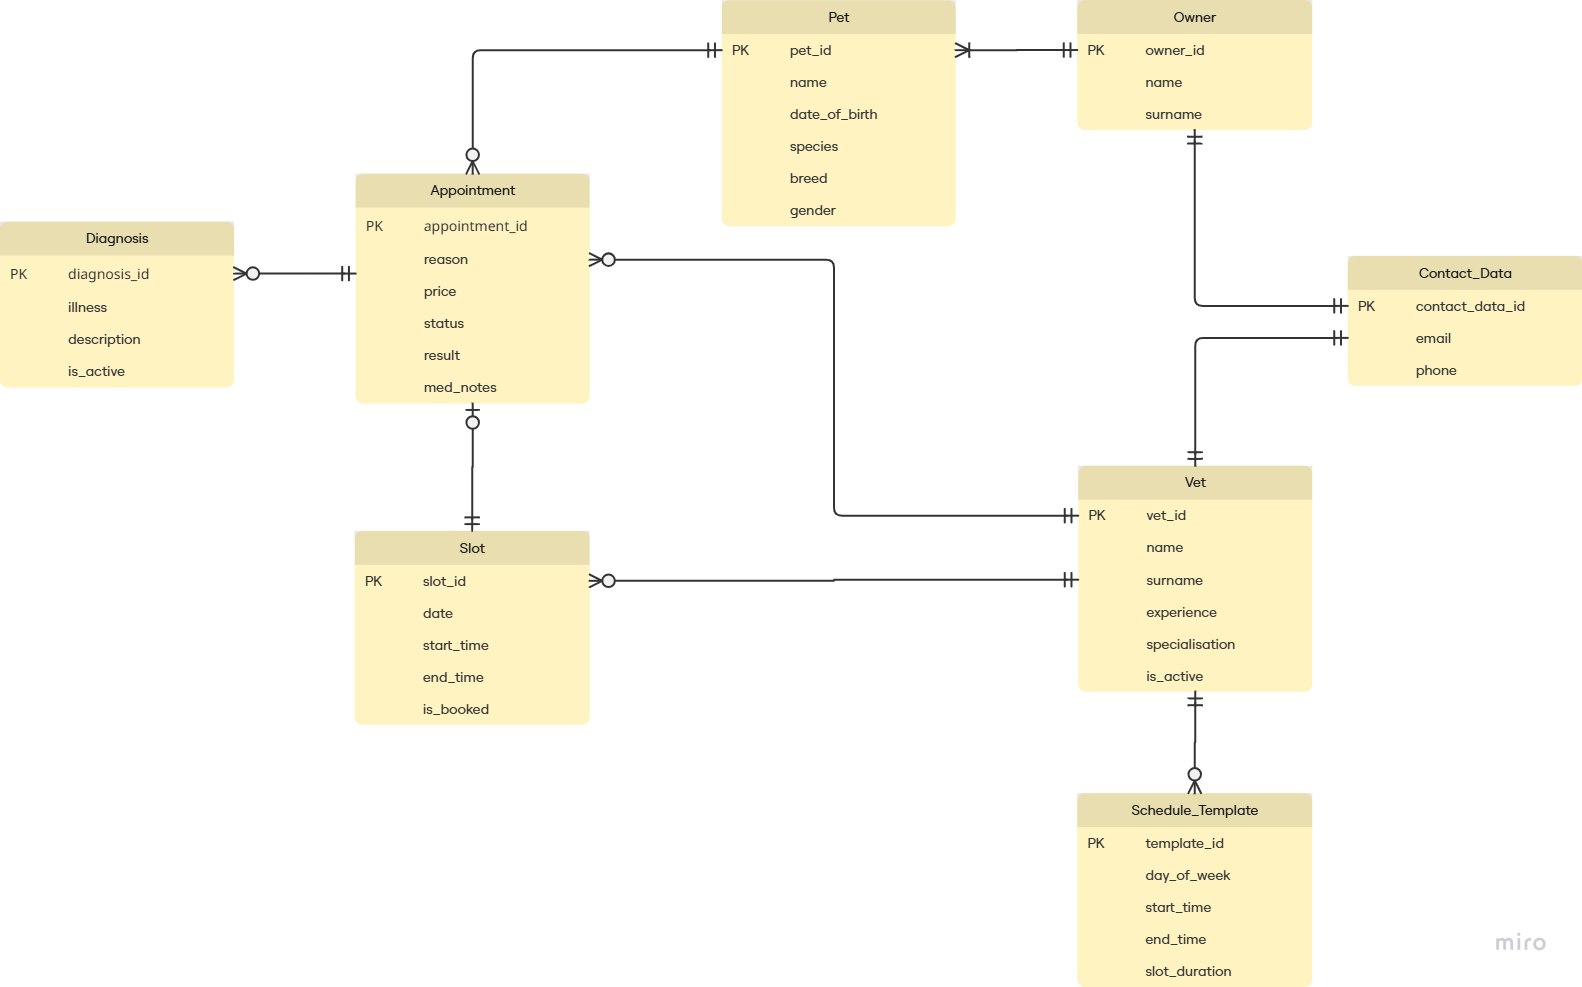 Pet
PK pet_id
name
date_of_birth
species
breed
gender
Owner
PK owner_id
name
surname
Appointment
PK appointment_id
reason
price
status
result
med_notes
Diagnosis
PK diagnosis_id
illness
description
is_active
Contact_Data
PK contact_data_id
email
phone
Vet
PK vet_id
name
surname
experience
specialisation
is_active
Slot
PK slot_id
date
start_time
end_time
is_booked
Schedule_Template
PK template_id
day_of_week
start_time
end_time
slot_duration
miro